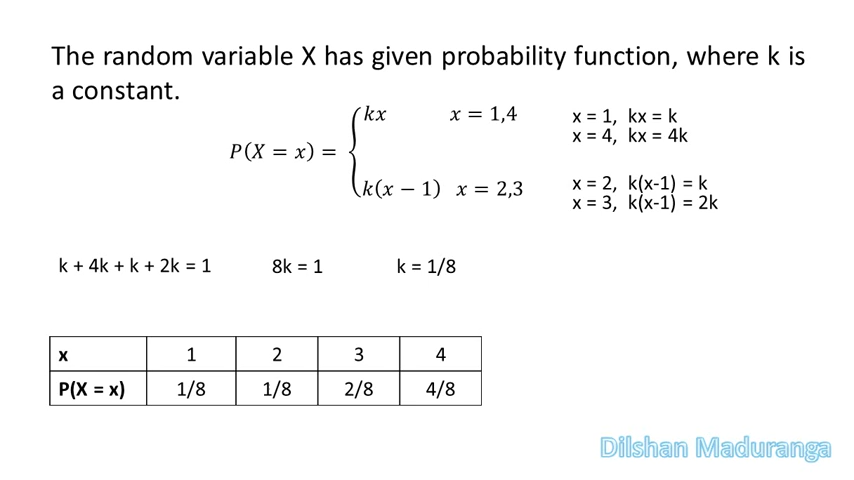 The random variable X has given probability function, where k is
a constant.
P(X = x) = { kx x = 1,4
k(x − 1) x = 2,3
x = 1, kx = k
x = 4, kx = 4k
x = 2, k(x-1) = k
x = 3, k(x-1) = 2k
k + 4k + k + 2k = 1 8k = 1 k = 1/8
x 1 2 3 4
P(X = x) 1/8 1/8 2/8 4/8
Dilshan Maduranga